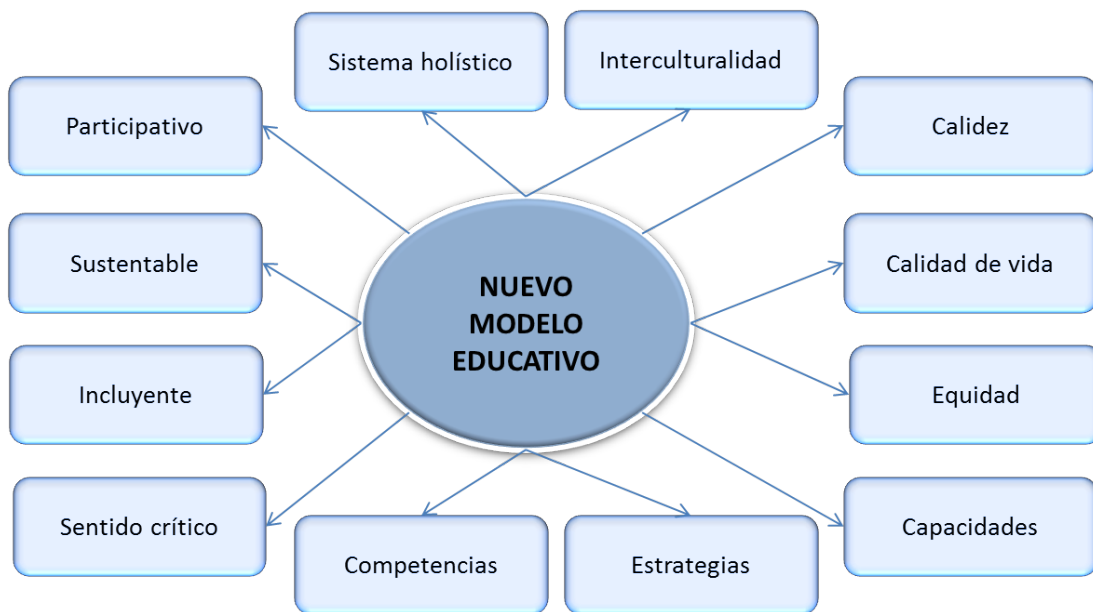 Sistema holístico
Interculturalidad
Participativo
Calidez
Sustentable
Calidad de vida
NUEVO
MODELO
EDUCATIVO
Incluyente
Equidad
Sentido crítico
Capacidades
Competencias
Estrategias